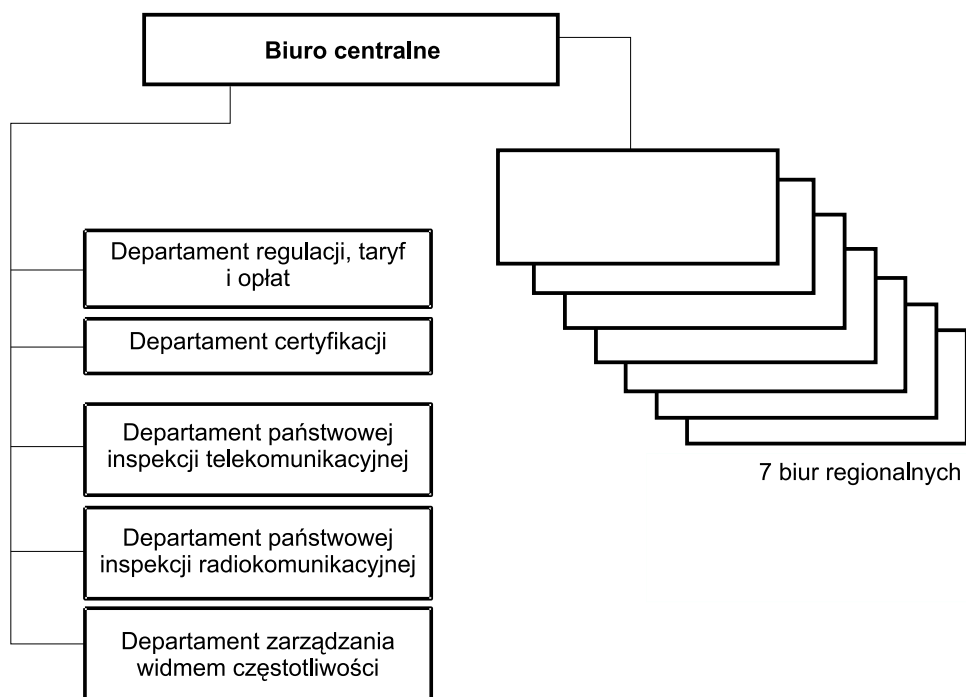 Biuro centralne
Departament regulacji, taryf
i opłat
Departament certyfikacji
Departament państwowej
inspekcji telekomunikacyjnej
Departament państwowej
inspekcji radiokomunikacyjnej
Departament zarządzania
widmem częstotliwości
7 biur regionalnych